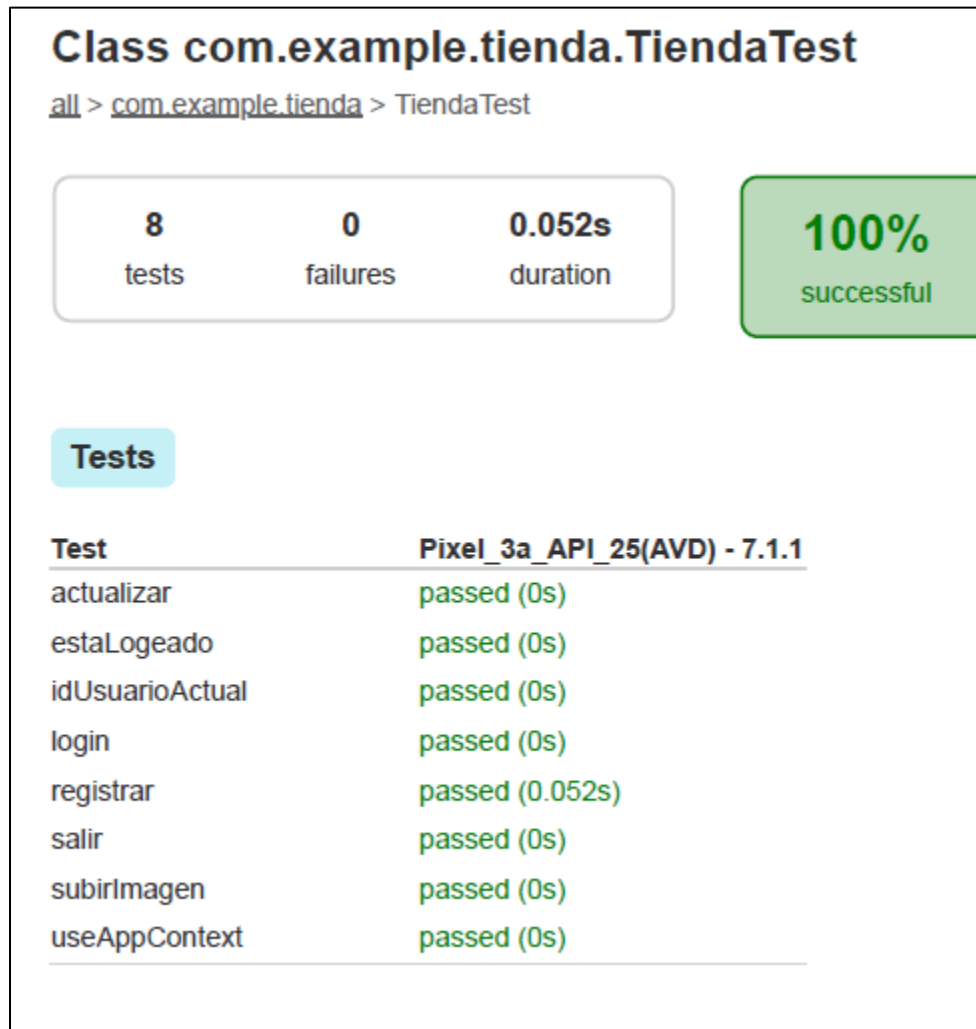 Class com.example.tienda.TiendaTest
all > com.example.tienda > TiendaTest
8 0 0.052s
tests failures duration
100%
successful
Tests
Test Pixel_3a_API_25(AVD) - 7.1.1
actualizar passed (0s)
estaLogeado passed (0s)
idUsuarioActual passed (0s)
login passed (0s)
registrar passed (0.052s)
salir passed (0s)
subirImagen passed (0s)
useAppContext passed (0s)